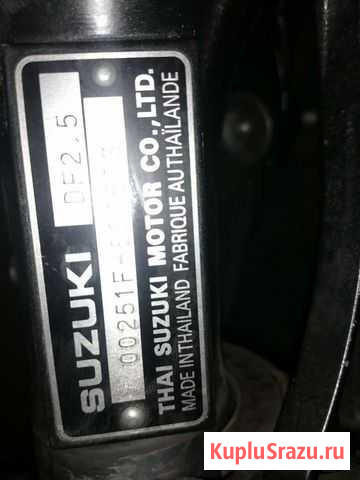 SUZUKI DF2.5
00251F-
THAI SUZUKI MOTOR CO.,LTD.
MADE IN THAILAND FABRIQUE AU THAÏLANDE
KupluSrazu.ru